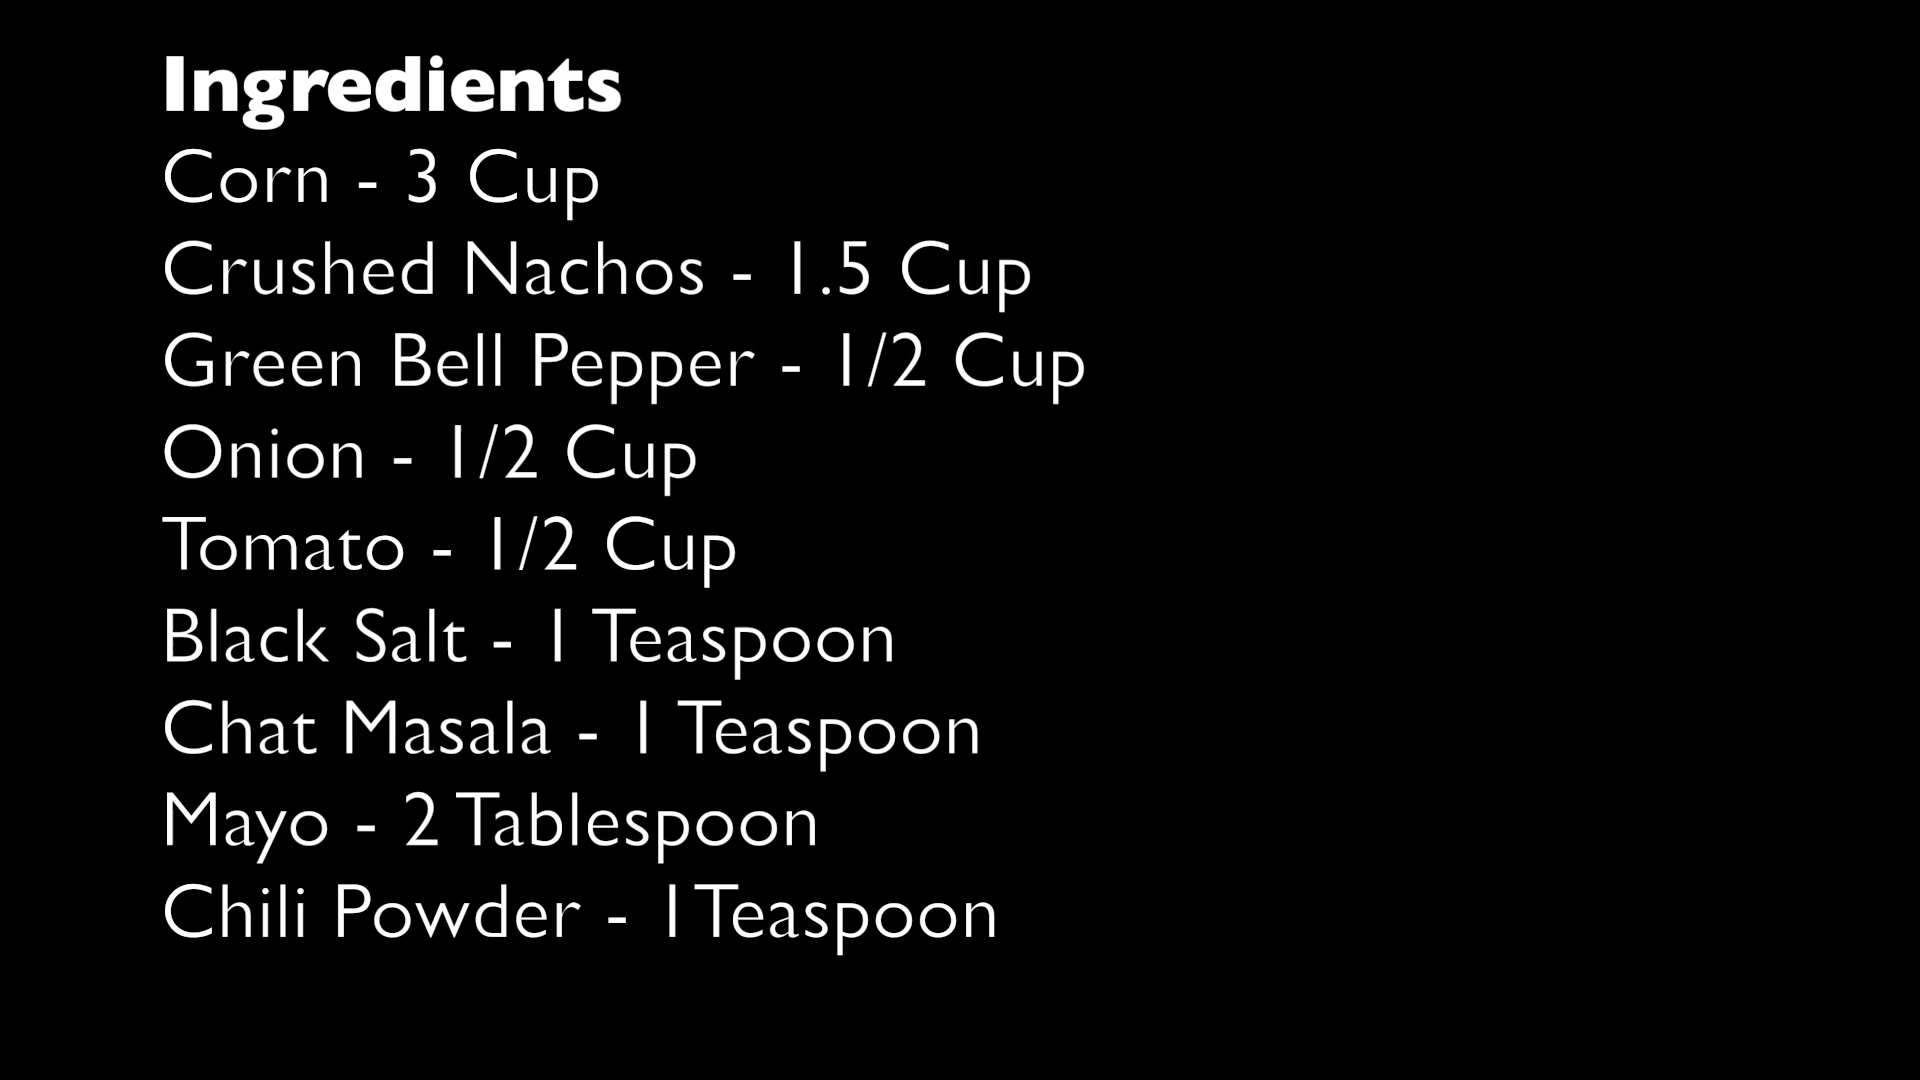 Ingredients
Corn - 3 Cup
Crushed Nachos - 1.5 Cup
Green Bell Pepper - 1/2 Cup
Onion - 1/2 Cup
Tomato - 1/2 Cup
Black Salt - 1 Teaspoon
Chat Masala - 1 Teaspoon
Mayo - 2 Tablespoon
Chili Powder - 1Teaspoon